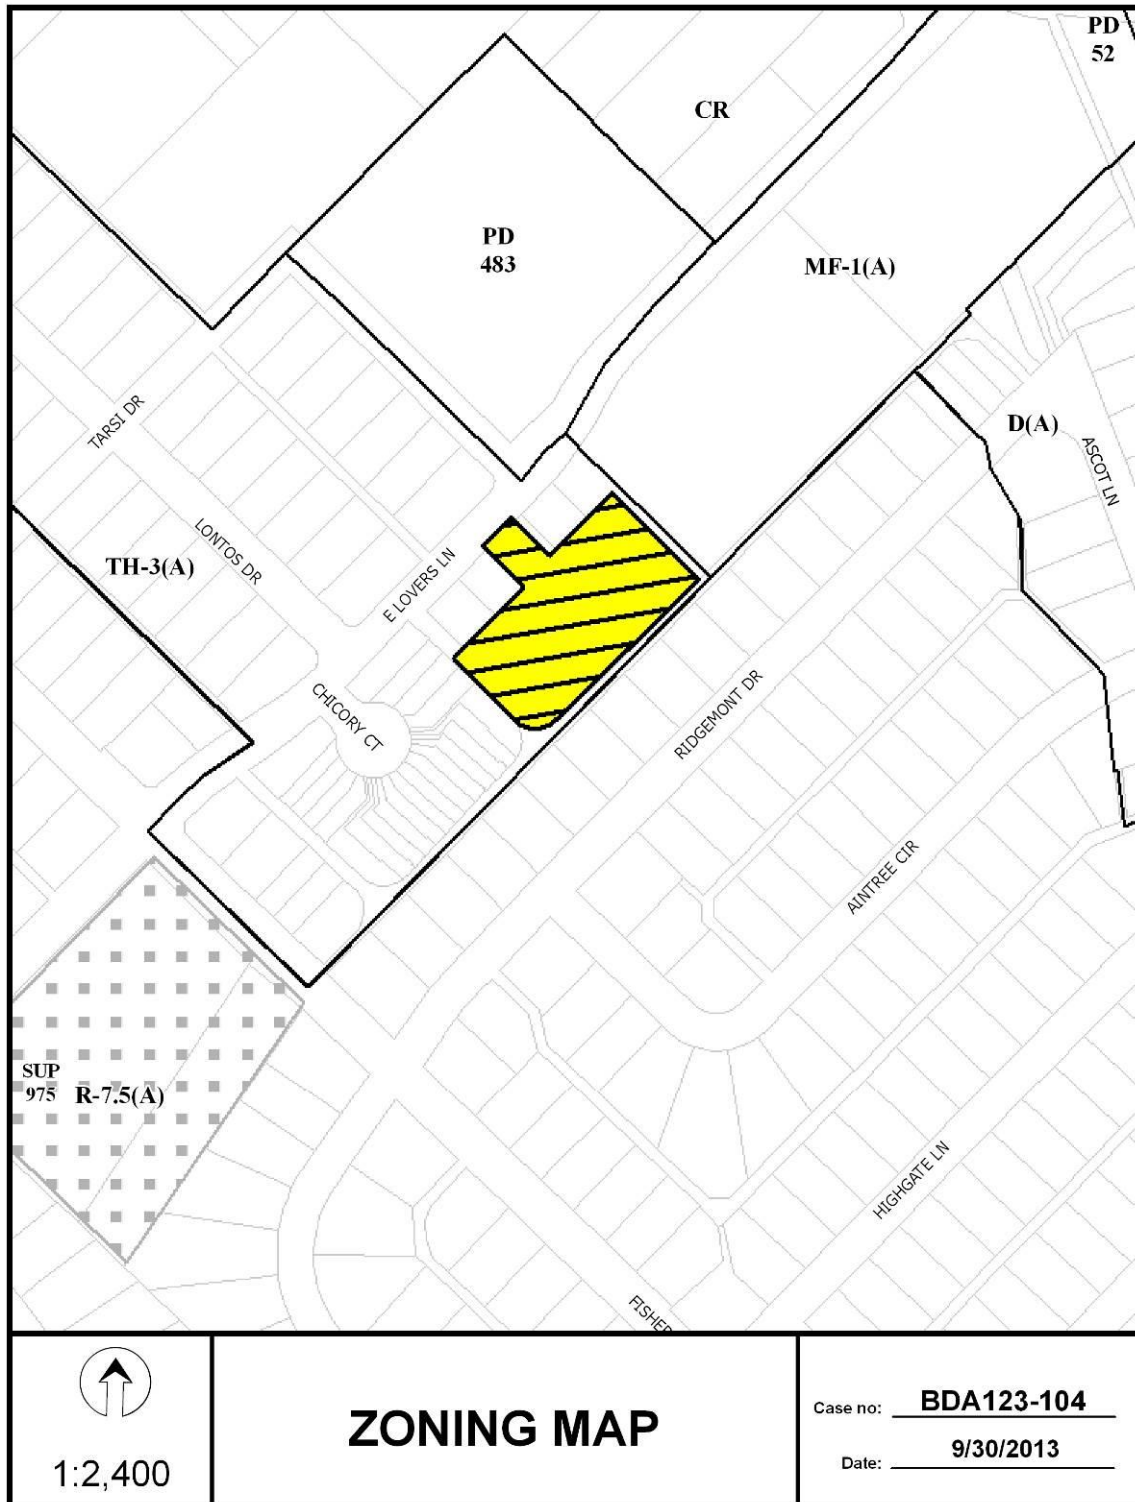 PD
52
CR
PD
483
MF-1(A)
TARSI DR
D(A)
ASCOT LN
LONTOS DR
TH-3(A)
E LOVERS LN
CHICORY CT
RIDGEMONT DR
AINTREE CIR
SUP
975
R-7.5(A)
HIGHGATE LN
FISHER
1:2,400
ZONING MAP
Case no: BDA123-104
Date: 9/30/2013